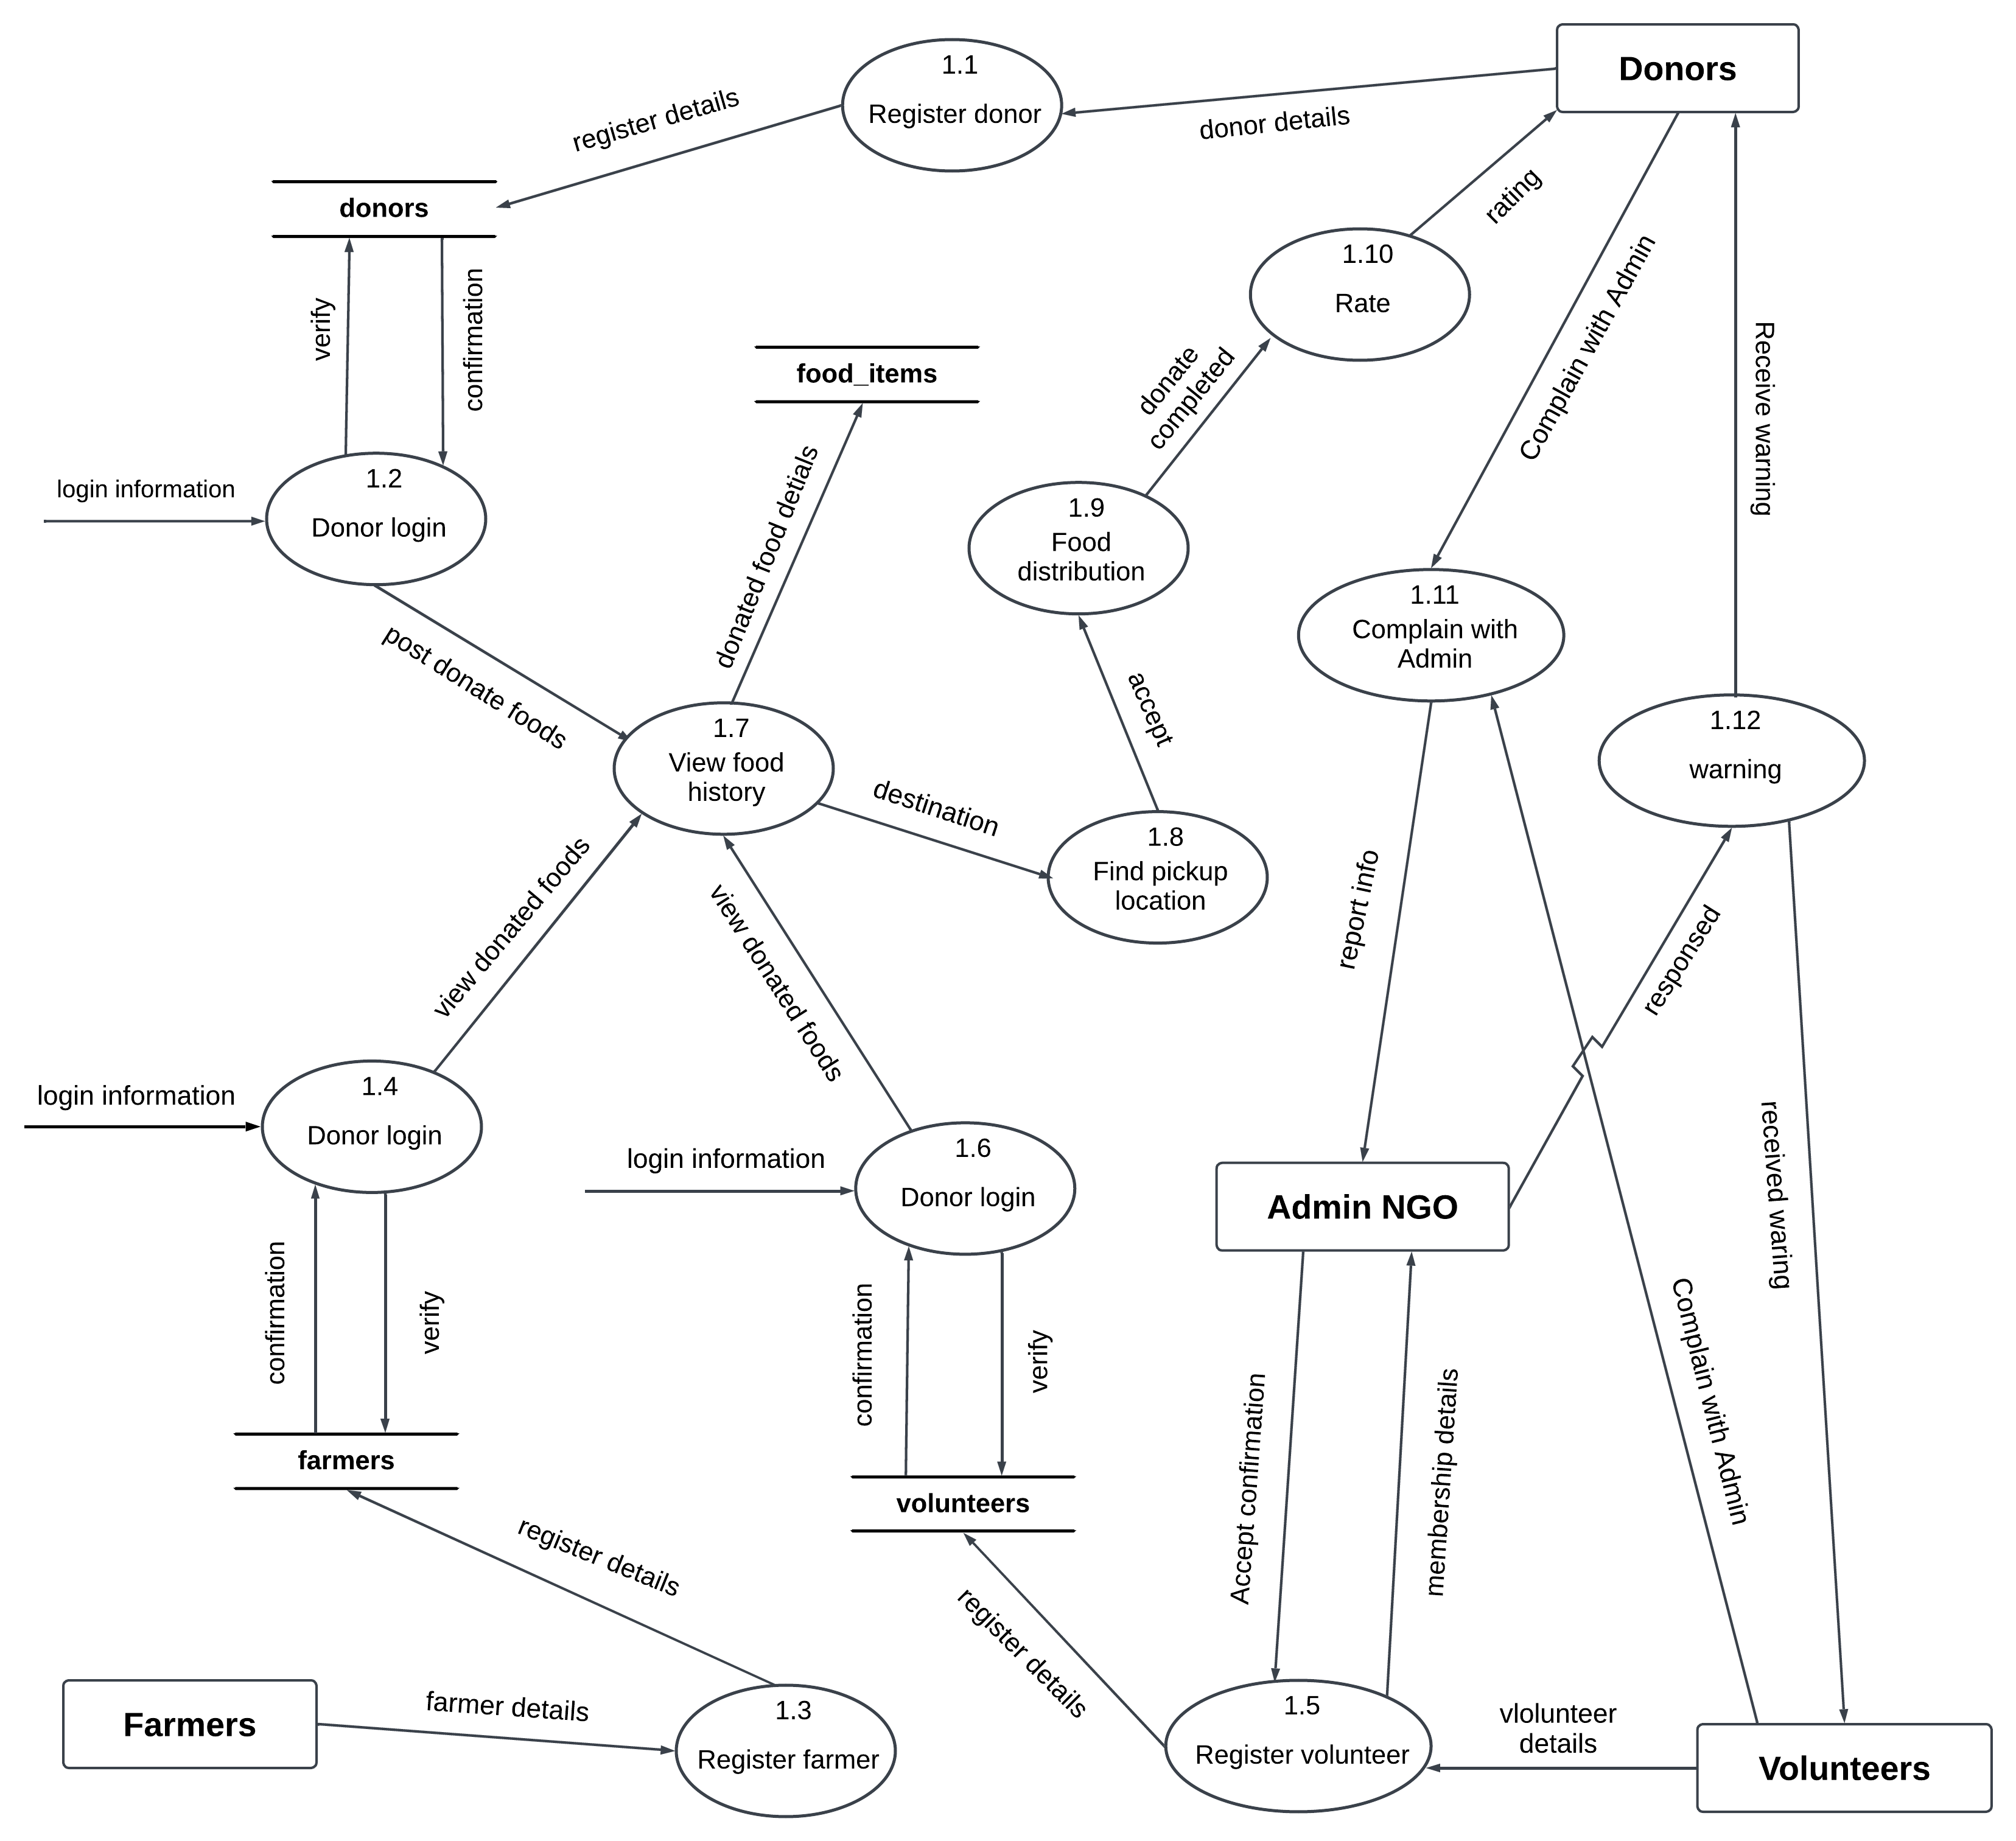 Donors
1.1
Register donor
donor details
register details
donors
rating
1.10
Rate
verify
confirmation
Complain with Admin
Receive warning
food_items
donate
completed
login information
1.2
Donor login
donated food detials
1.9
Food
distribution
1.11
Complain with
Admin
post donate foods
accept
1.7
View food
history
1.12
warning
destination
1.8
Find pickup
location
view donated foods
view donated foods
report info
responsed
login information
1.4
Donor login
login information
1.6
Donor login
Admin NGO
received waring
confirmation
verify
confirmation
verify
Complain with Admin
Accept confirmation
membership details
farmers
volunteers
register details
register details
Farmers
farmer details
1.3
Register farmer
1.5
Register volunteer
vlolunteer
details
Volunteers